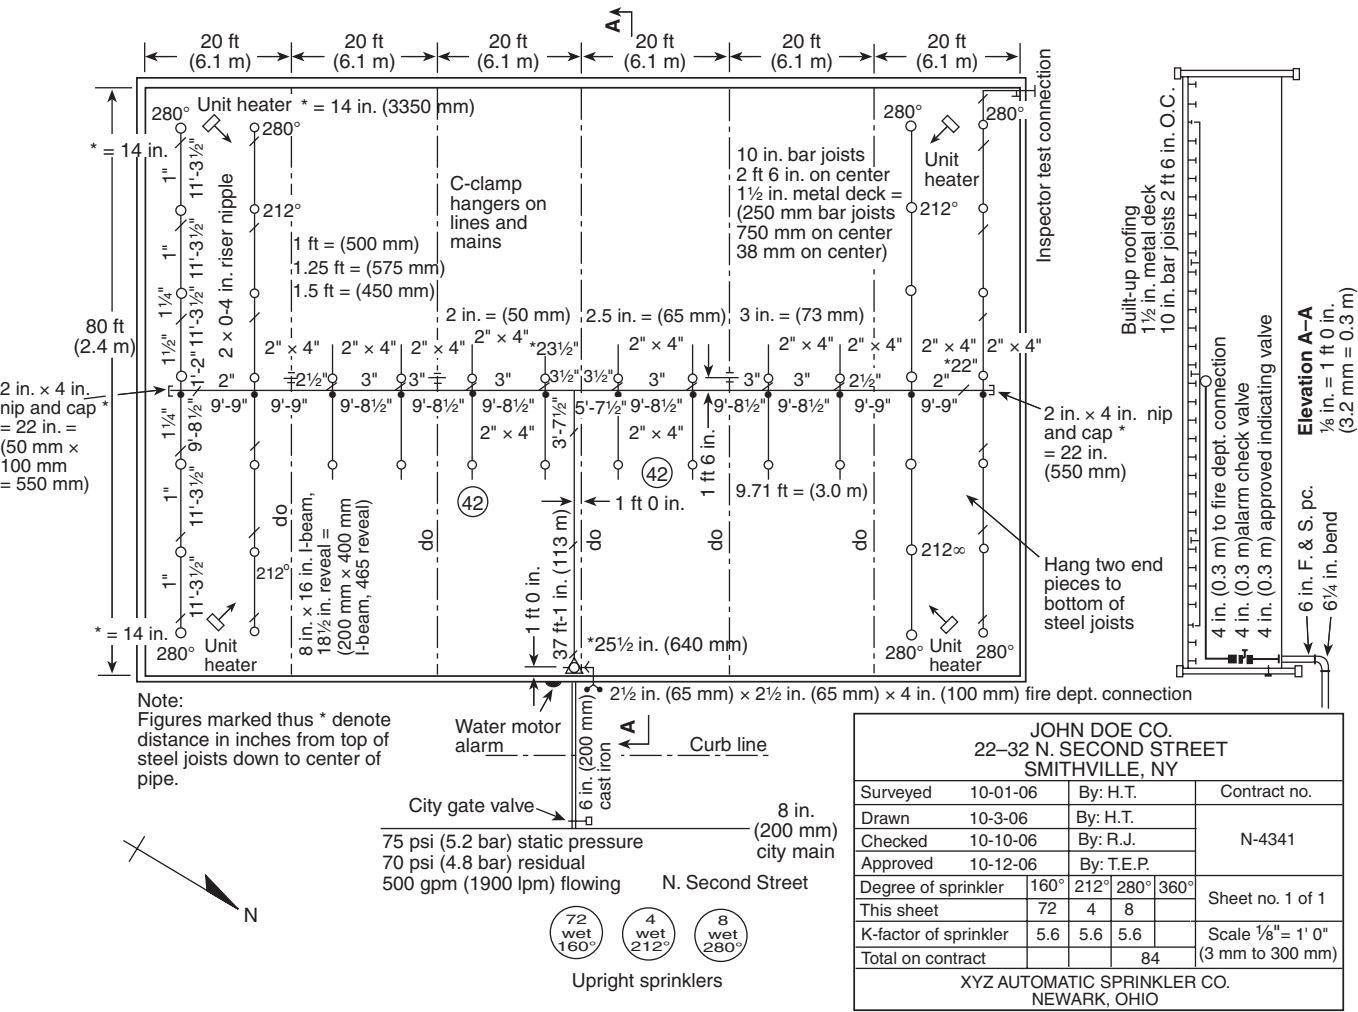 A
20 ft
(6.1 m)
20 ft
(6.1 m)
20 ft
(6.1 m)
20 ft
(6.1 m)
20 ft
(6.1 m)
20 ft
(6.1 m)
280°
Unit heater
* = 14 in. (3350 mm)
280°
280°
280°
Unit
heater
* = 14 in.
1"
11'-3½"
1"
11'-3½"
1¼"
11'-3½"
1½"
1'-2"
2 × 0-4 in. riser nipple
212°
212°
C-clamp
hangers on
lines and
mains
10 in. bar joists
2 ft 6 in. on center
1½ in. metal deck =
(250 mm bar joists
750 mm on center
38 mm on center)
Inspector test connection
1 ft = (500 mm)
1.25 ft = (575 mm)
1.5 ft = (450 mm)
80 ft
(2.4 m)
2 in. = (50 mm)
2.5 in. = (65 mm)
3 in. = (73 mm)
2" × 4"
2" × 4"
2" × 4"
2" × 4"
*23½"
2" × 4"
2" × 4"
2" × 4"
2" × 4"
2" × 4"
*22"
2"
2½"
3"
3"
3"
3½"
3½"
3"
3"
3"
2½"
2"
2 in. × 4 in.
nip and cap *
= 22 in. =
(50 mm ×
100 mm
= 550 mm)
9'-9"
9'-9"
9'-8½"
9'-8½"
9'-8½"
3'-7½"
5'-7½"
9'-8½"
9'-8½"
9'-8½"
9'-9"
9'-9"
2 in. × 4 in. nip
and cap *
= 22 in.
(550 mm)
1¼"
9'-8½"
1"
11'-3½"
1"
11'-3½"
2" × 4"
2" × 4"
1 ft 6 in.
42
42
9.71 ft = (3.0 m)
1 ft 0 in.
do
do
do
do
do
8 in. × 16 in. I-beam,
18½ in. reveal =
(200 mm × 400 mm
I-beam, 465 reveal)
37 ft-1 in. (113 m)
1 ft 0 in.
212°
212∞
Hang two end
pieces to
bottom of
steel joists
* = 14 in.
280°
Unit
heater
*25½ in. (640 mm)
280°
Unit
heater
280°
Note:
Figures marked thus * denote
distance in inches from top of
steel joists down to center of
pipe.
Water motor
alarm
2½ in. (65 mm) × 2½ in. (65 mm) × 4 in. (100 mm) fire dept. connection
A
Curb line
6 in. (200 mm)
cast iron
City gate valve
8 in.
(200 mm)
city main
75 psi (5.2 bar) static pressure
70 psi (4.8 bar) residual
500 gpm (1900 lpm) flowing
N. Second Street
N
72
wet
160°
4
wet
212°
8
wet
280°
Upright sprinklers
Built-up roofing
1½ in. metal deck
10 in. bar joists 2 ft 6 in. O.C.
4 in. (0.3 m) to fire dept. connection
4 in. (0.3 m)alarm check valve
4 in. (0.3 m) approved indicating valve
Elevation A–A
⅛ in. = 1 ft 0 in.
(3.2 mm = 0.3 m)
6 in. F. & S. pc.
6¼ in. bend
JOHN DOE CO.
22–32 N. SECOND STREET
SMITHVILLE, NY
Surveyed 10-01-06 By: H.T. Contract no.
Drawn 10-3-06 By: H.T.
Checked 10-10-06 By: R.J. N-4341
Approved 10-12-06 By: T.E.P.
Degree of sprinkler 160° 212° 280° 360° Sheet no. 1 of 1
This sheet 72 4 8
K-factor of sprinkler 5.6 5.6 5.6 Scale ⅛"= 1' 0"
(3 mm to 300 mm)
Total on contract 84
XYZ AUTOMATIC SPRINKLER CO.
NEWARK, OHIO